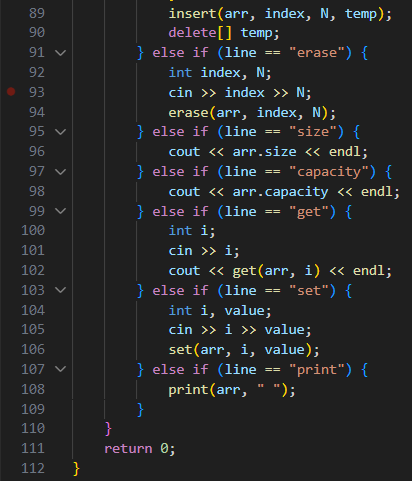 89 insert(arr, index, N, temp);
90 delete[] temp;
91 } else if (line == "erase") {
92 int index, N;
93 cin >> index >> N;
94 erase(arr, index, N);
95 } else if (line == "size") {
96 cout << arr.size << endl;
97 } else if (line == "capacity") {
98 cout << arr.capacity << endl;
99 } else if (line == "get") {
100 int i;
101 cin >> i;
102 cout << get(arr, i) << endl;
103 } else if (line == "set") {
104 int i, value;
105 cin >> i >> value;
106 set(arr, i, value);
107 } else if (line == "print") {
108 print(arr, " ");
109 }
110 }
111 return 0;
112 }